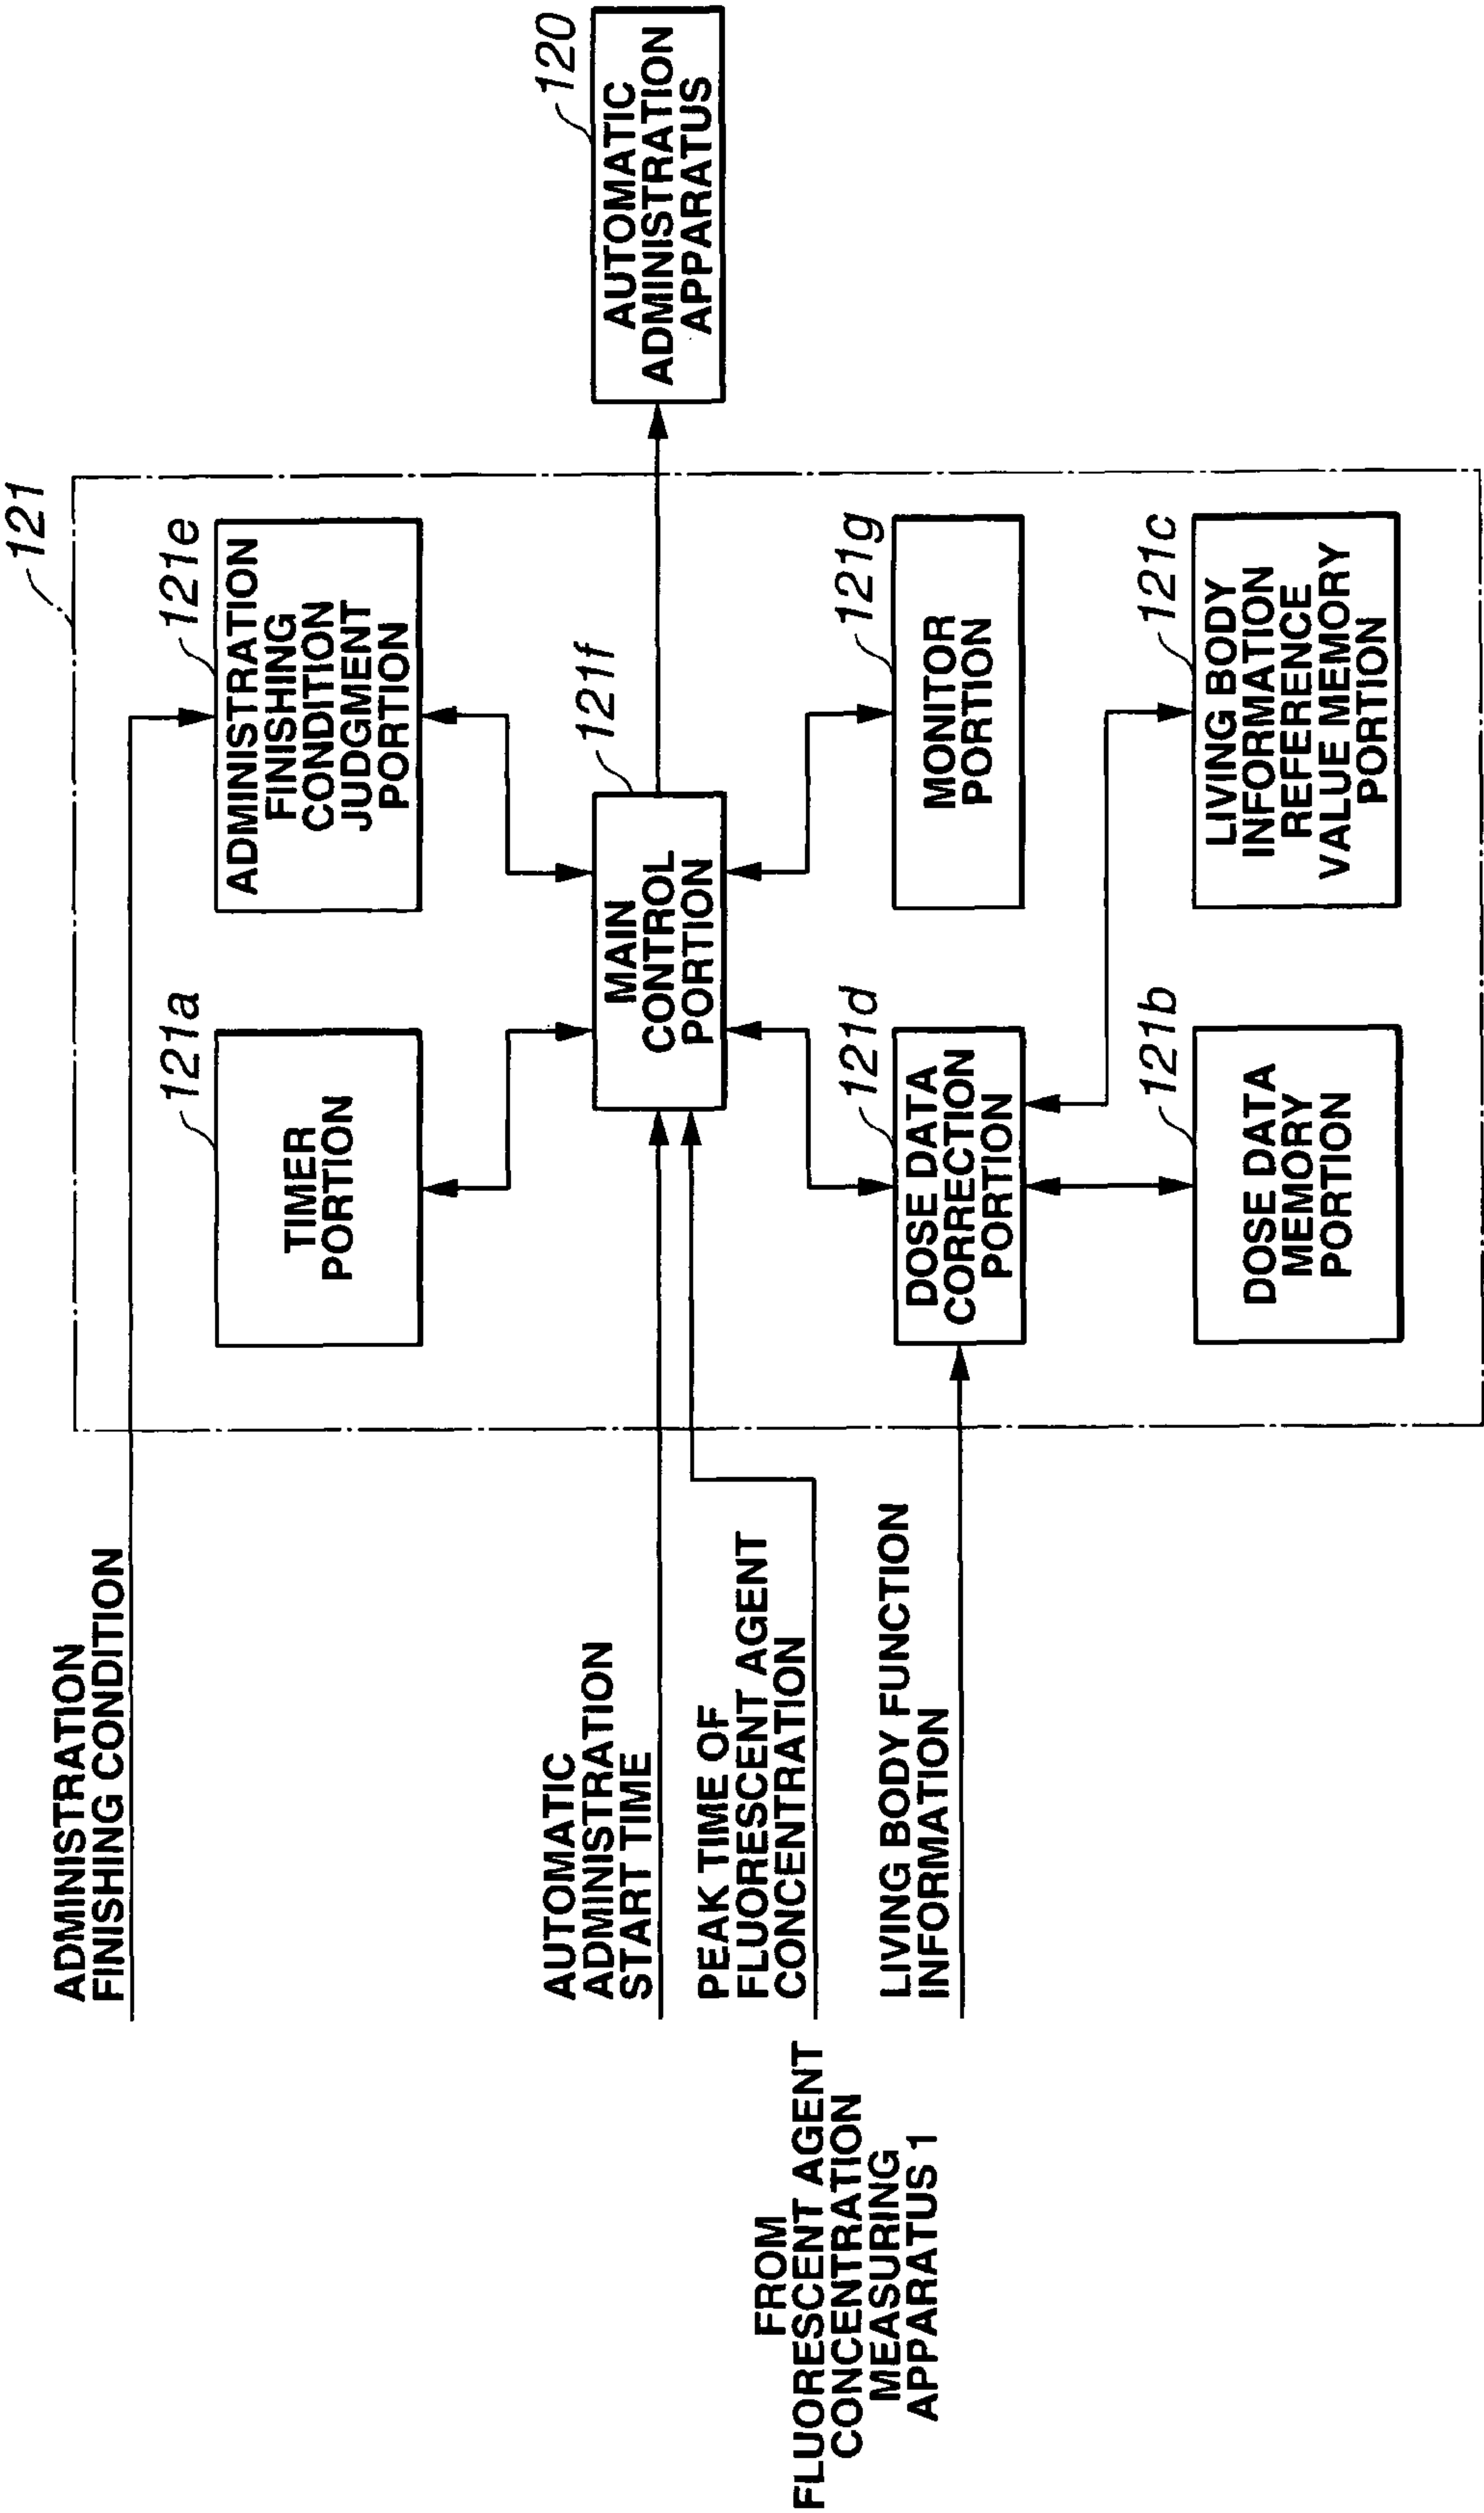 121
ADMINISTRATION
FINISHING CONDITION
121a
TIMER
PORTION
121e
ADMINISTRATION
FINISHING
CONDITION
JUDGMENT
PORTION
120
AUTOMATIC
ADMINISTRATION
APPARATUS
AUTOMATIC
ADMINISTRATION
START TIME
121f
MAIN
CONTROL
PORTION
FROM
FLUORESCENT AGENT
CONCENTRATION
MEASURING
APPARATUS 1
PEAK TIME OF
FLUORESCENT AGENT
CONCENTRATION
LIVING BODY FUNCTION
INFORMATION
121d
DOSE DATA
CORRECTION
PORTION
121g
MONITOR
PORTION
121b
DOSE DATA
MEMORY
PORTION
121c
LIVING BODY
INFORMATION
REFERENCE
VALUE MEMORY
PORTION